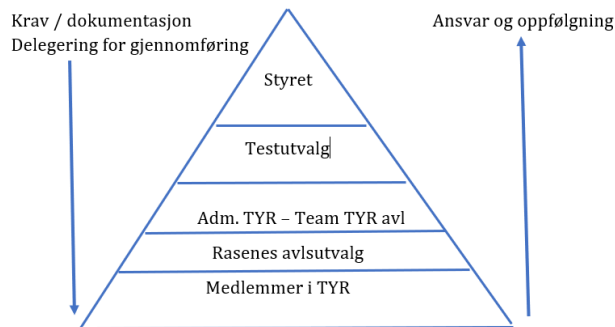 Krav / dokumentasjon
Delegering for gjennomføring
Ansvar og oppfølgning
Styret
Testutvalg
Adm. TYR – Team TYR avl
Rasenes avlsutvalg
Medlemmer i TYR